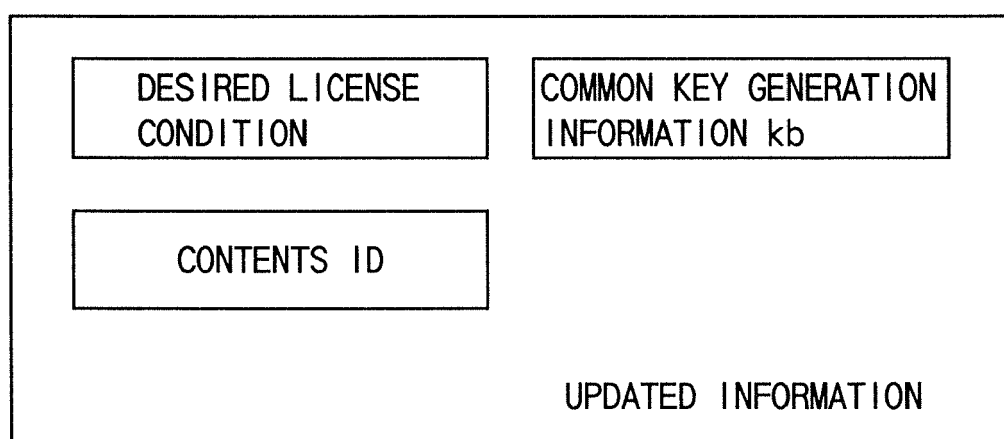 DESIRED LICENSE
CONDITION
COMMON KEY GENERATION
INFORMATION kb
CONTENTS ID
UPDATED INFORMATION